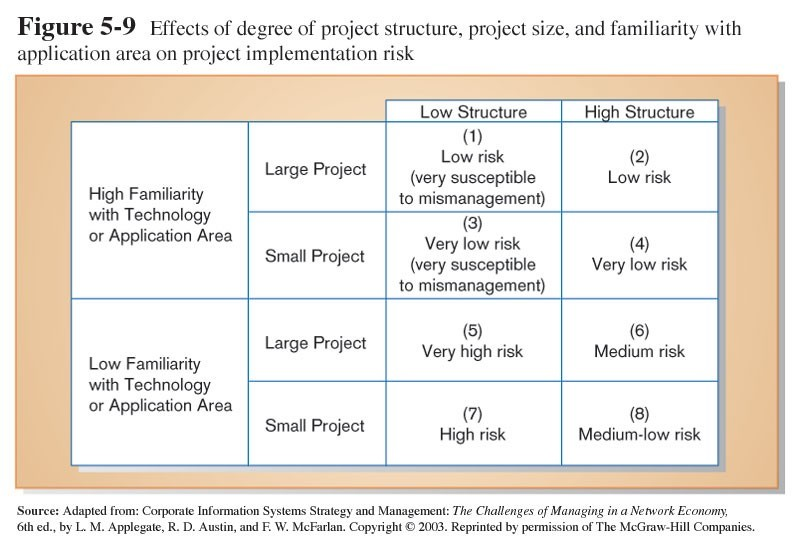 Figure 5-9 Effects of degree of project structure, project size, and familiarity with
application area on project implementation risk
Low Structure
High Structure
High Familiarity
with Technology
or Application Area
Large Project
(1)
Low risk
(very susceptible
to mismanagement)
(2)
Low risk
Small Project
(3)
Very low risk
(very susceptible
to mismanagement)
(4)
Very low risk
Low Familiarity
with Technology
or Application Area
Large Project
(5)
Very high risk
(6)
Medium risk
Small Project
(7)
High risk
(8)
Medium-low risk
Source: Adapted from: Corporate Information Systems Strategy and Management: The Challenges of Managing in a Network Economy,
6th ed., by L. M. Applegate, R. D. Austin, and F. W. McFarlan. Copyright © 2003. Reprinted by permission of The McGraw-Hill Companies.